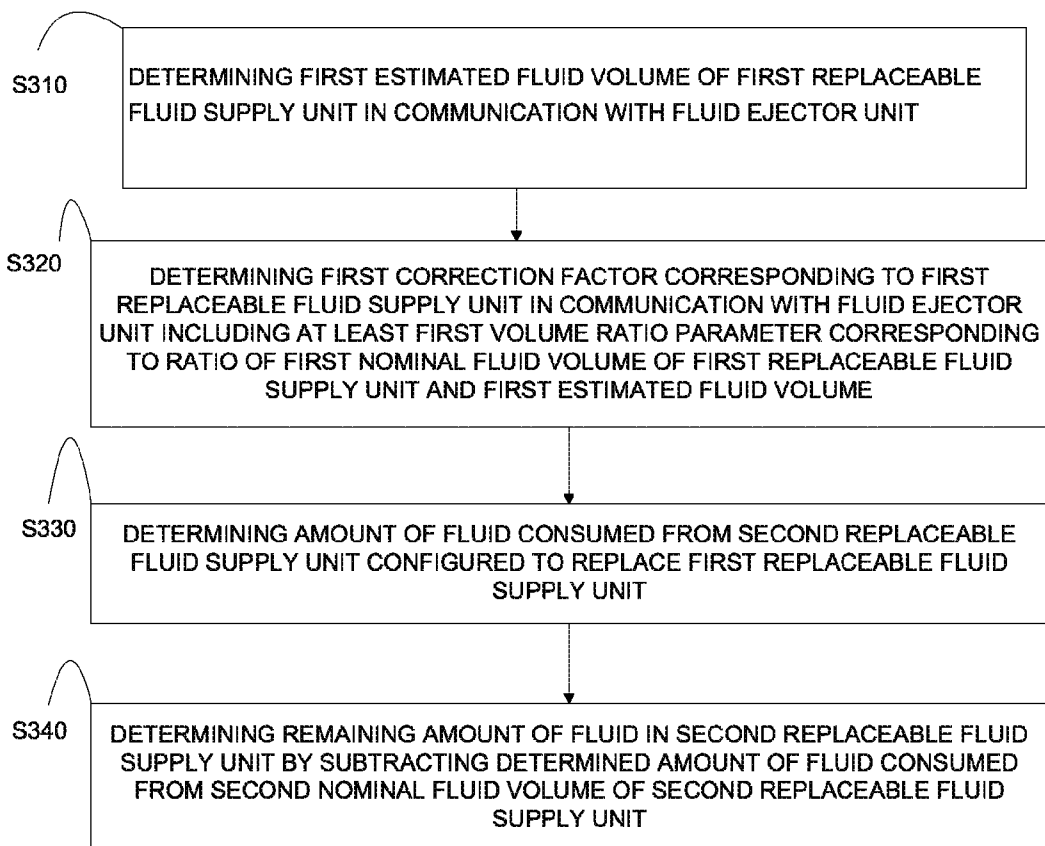 S310
DETERMINING FIRST ESTIMATED FLUID VOLUME OF FIRST REPLACEABLE
FLUID SUPPLY UNIT IN COMMUNICATION WITH FLUID EJECTOR UNIT
S320
DETERMINING FIRST CORRECTION FACTOR CORRESPONDING TO FIRST
REPLACEABLE FLUID SUPPLY UNIT IN COMMUNICATION WITH FLUID EJECTOR
UNIT INCLUDING AT LEAST FIRST VOLUME RATIO PARAMETER CORRESPONDING
TO RATIO OF FIRST NOMINAL FLUID VOLUME OF FIRST REPLACEABLE FLUID
SUPPLY UNIT AND FIRST ESTIMATED FLUID VOLUME
S330
DETERMINING AMOUNT OF FLUID CONSUMED FROM SECOND REPLACEABLE
FLUID SUPPLY UNIT CONFIGURED TO REPLACE FIRST REPLACEABLE FLUID
SUPPLY UNIT
S340
DETERMINING REMAINING AMOUNT OF FLUID IN SECOND REPLACEABLE FLUID
SUPPLY UNIT BY SUBTRACTING DETERMINED AMOUNT OF FLUID CONSUMED
FROM SECOND NOMINAL FLUID VOLUME OF SECOND REPLACEABLE FLUID
SUPPLY UNIT